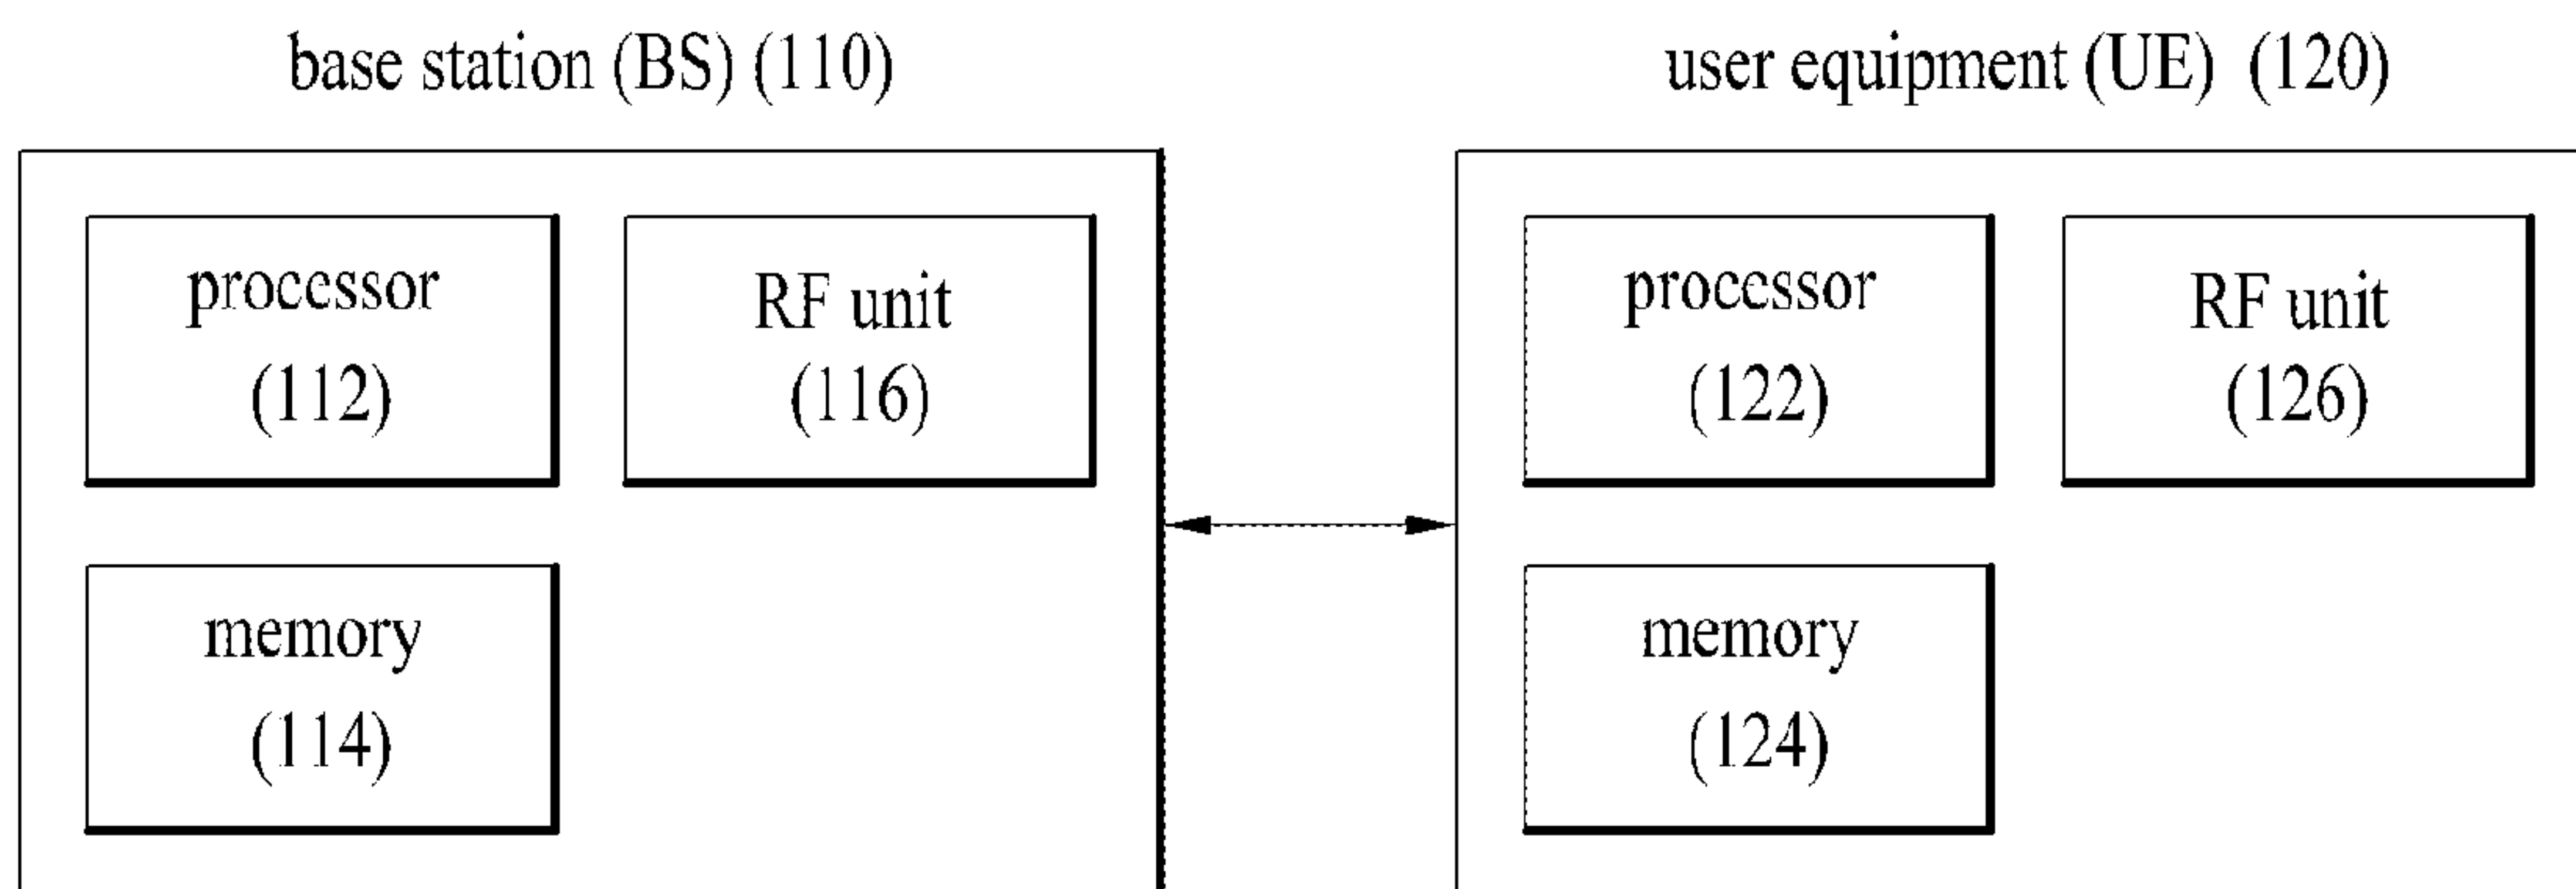 base station (BS) (110)
user equipment (UE) (120)
processor
(112)
RF unit
(116)
memory
(114)
processor
(122)
RF unit
(126)
memory
(124)